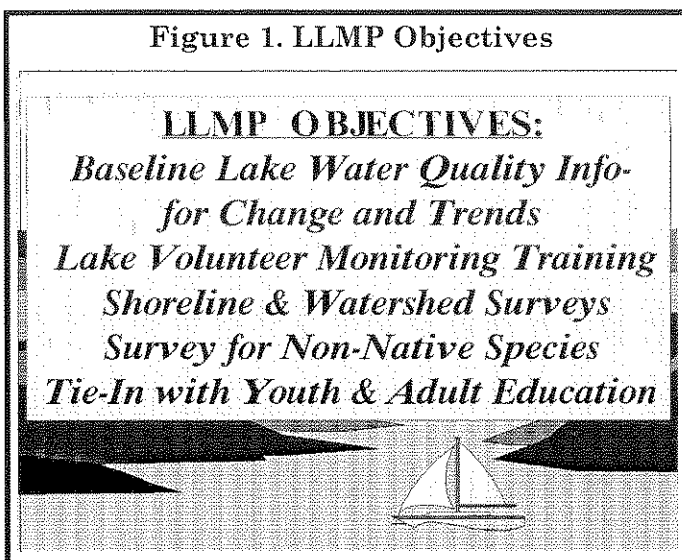 Figure 1. LLMP Objectives
LLMP OBJECTIVES:
Baseline Lake Water Quality Info-
for Change and Trends
Lake Volunteer Monitoring Training
Shoreline & Watershed Surveys
Survey for Non-Native Species
Tie-In with Youth & Adult Education